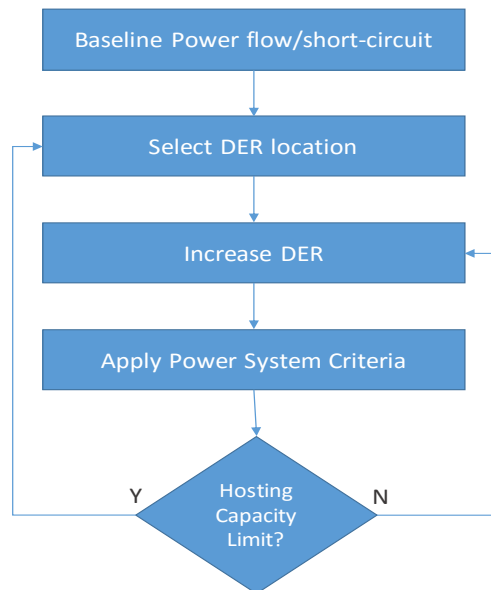 Baseline Power flow/short-circuit
Select DER location
Increase DER
Apply Power System Criteria
Y
N
Hosting
Capacity
Limit?